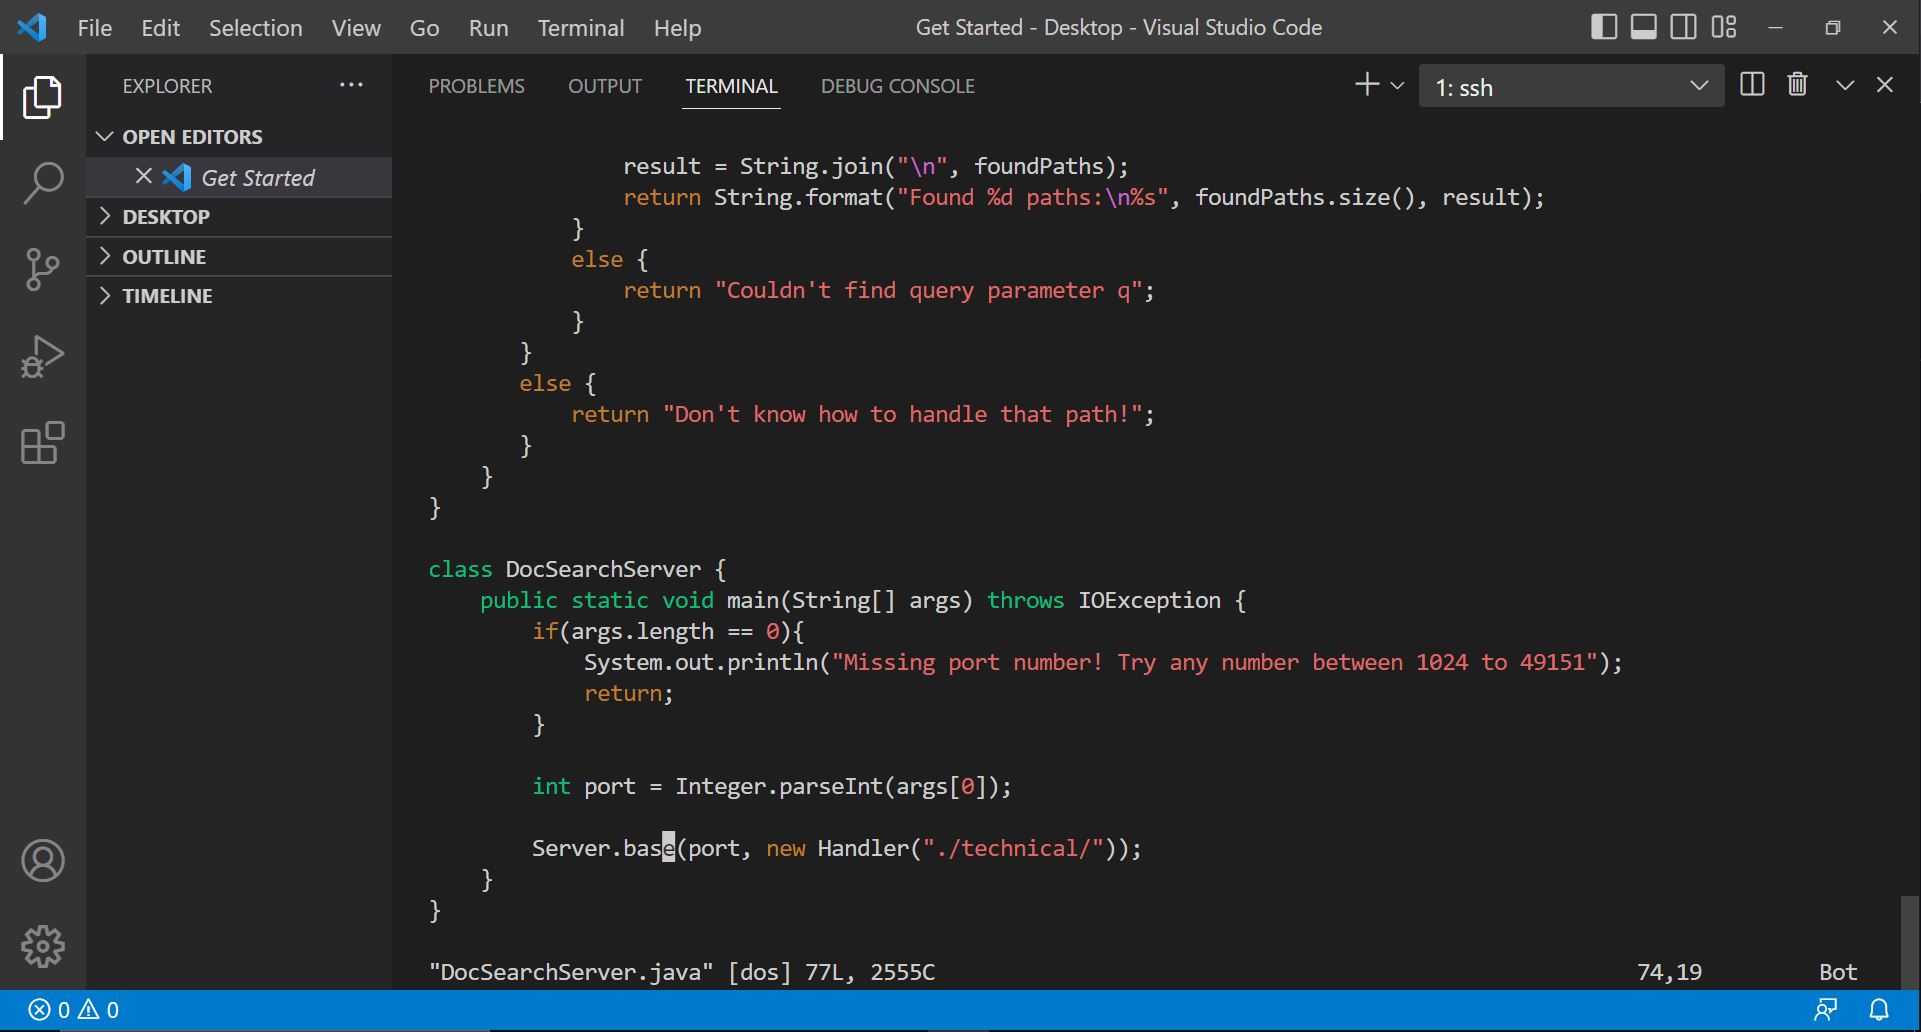 File Edit Selection View Go Run Terminal Help Get Started - Desktop - Visual Studio Code
EXPLORER ···
OPEN EDITORS
Get Started
DESKTOP
OUTLINE
TIMELINE
PROBLEMS OUTPUT TERMINAL DEBUG CONSOLE 1: ssh
result = String.join("\n", foundPaths);
return String.format("Found %d paths:\n%s", foundPaths.size(), result);
}
else {
return "Couldn't find query parameter q";
}
}
else {
return "Don't know how to handle that path!";
}
}
}
class DocSearchServer {
public static void main(String[] args) throws IOException {
if(args.length == 0){
System.out.println("Missing port number! Try any number between 1024 to 49151");
return;
}
int port = Integer.parseInt(args[0]);
Server.base(port, new Handler("./technical/"));
}
}
"DocSearchServer.java" [dos] 77L, 2555C 74,19 Bot
0 0